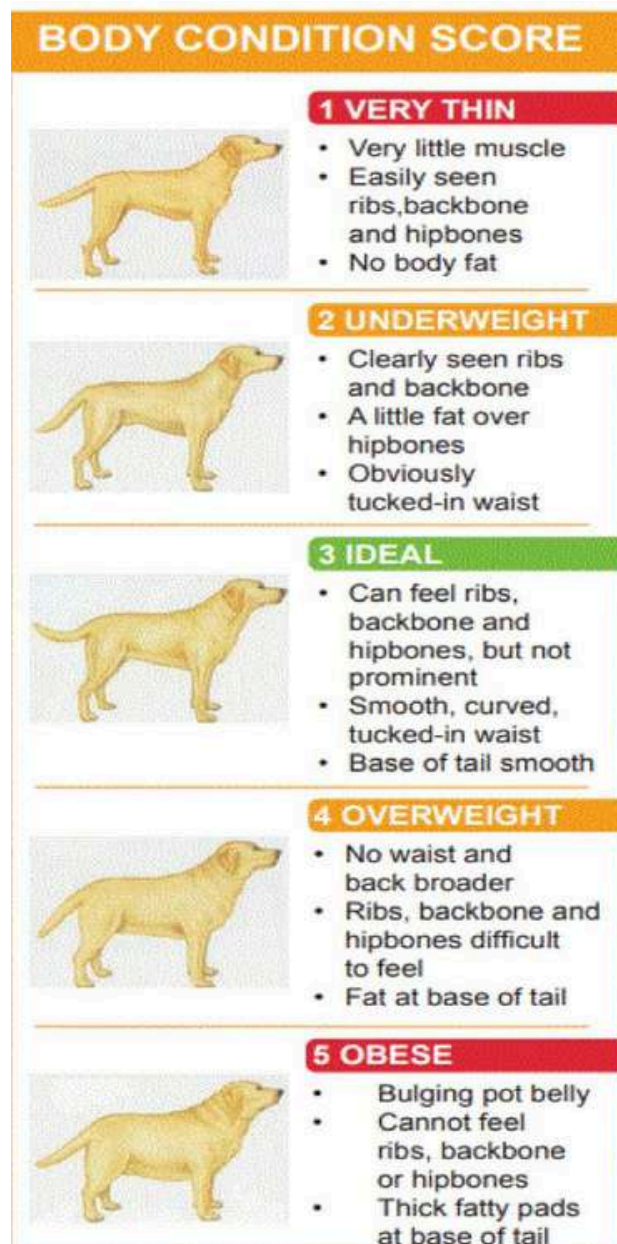 BODY CONDITION SCORE
1 VERY THIN
• Very little muscle
• Easily seen
ribs,backbone
and hipbones
• No body fat
2 UNDERWEIGHT
• Clearly seen ribs
and backbone
• A little fat over
hipbones
• Obviously
tucked-in waist
3 IDEAL
• Can feel ribs,
backbone and
hipbones, but not
prominent
• Smooth, curved,
tucked-in waist
• Base of tail smooth
4 OVERWEIGHT
• No waist and
back broader
• Ribs, backbone and
hipbones difficult
to feel
• Fat at base of tail
5 OBESE
• Bulging pot belly
• Cannot feel
ribs, backbone
or hipbones
• Thick fatty pads
at base of tail